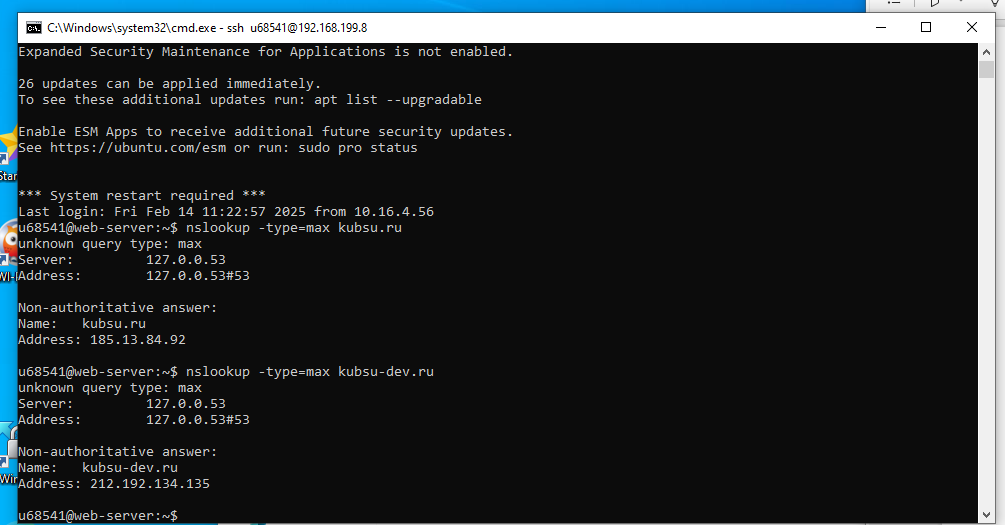 C:\Windows\system32\cmd.exe - ssh u68541@192.168.199.8
Expanded Security Maintenance for Applications is not enabled.
26 updates can be applied immediately.
To see these additional updates run: apt list --upgradable
Enable ESM Apps to receive additional future security updates.
See https://ubuntu.com/esm or run: sudo pro status
*** System restart required ***
Last login: Fri Feb 14 11:22:57 2025 from 10.16.4.56
u68541@web-server:~$ nslookup -type=max kubsu.ru
unknown query type: max
Server:         127.0.0.53
Address:        127.0.0.53#53
Non-authoritative answer:
Name:   kubsu.ru
Address: 185.13.84.92
u68541@web-server:~$ nslookup -type=max kubsu-dev.ru
unknown query type: max
Server:         127.0.0.53
Address:        127.0.0.53#53
Non-authoritative answer:
Name:   kubsu-dev.ru
Address: 212.192.134.135
u68541@web-server:~$